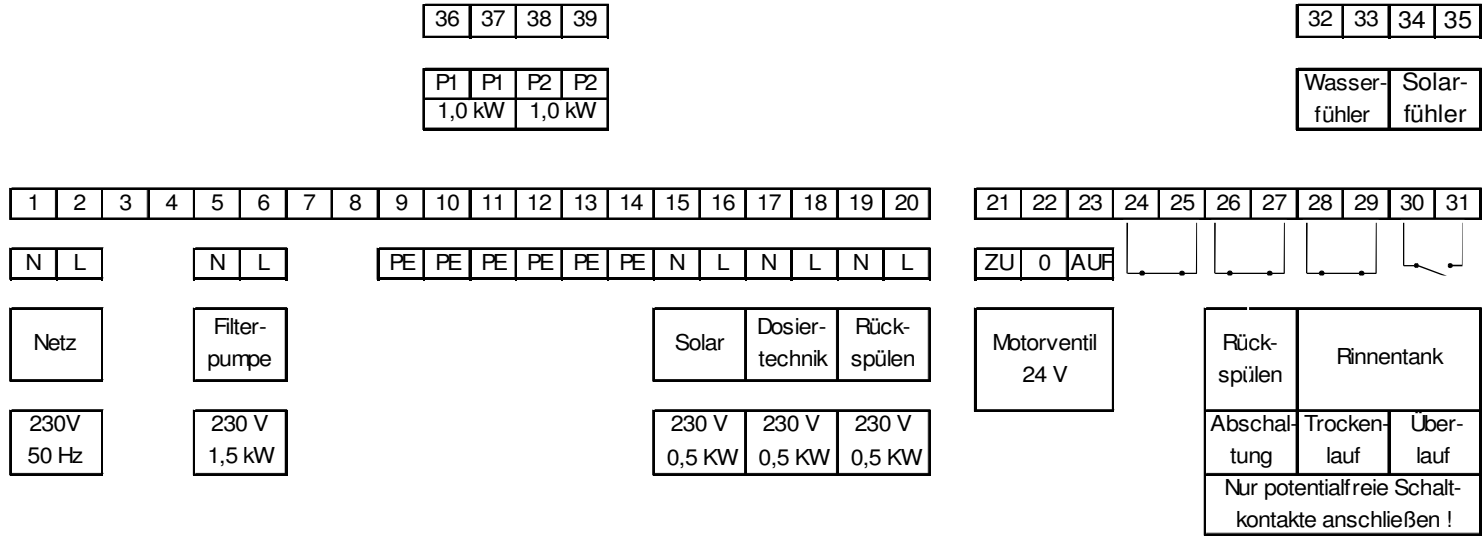 36 37 38 39 32 33 34 35
P1 P1 P2 P2 Wasser- Solar-
1,0 kW 1,0 kW fühler fühler
1 2 3 4 5 6 7 8 9 10 11 12 13 14 15 16 17 18 19 20 21 22 23 24 25 26 27 28 29 30 31
N L N L PE PE PE PE PE PE N L N L N L ZU 0 AUF
Netz Filter- Solar Dosier- Rück- Motorventil Rück- Rinnentank
pumpe technik spülen 24 V spülen
230V 230 V 230 V 230 V 230 V Abschal- Trocken- Über-
50 Hz 1,5 kW 0,5 KW 0,5 KW 0,5 KW tung lauf lauf
Nur potentialfreie Schalt-
kontakte anschließen !